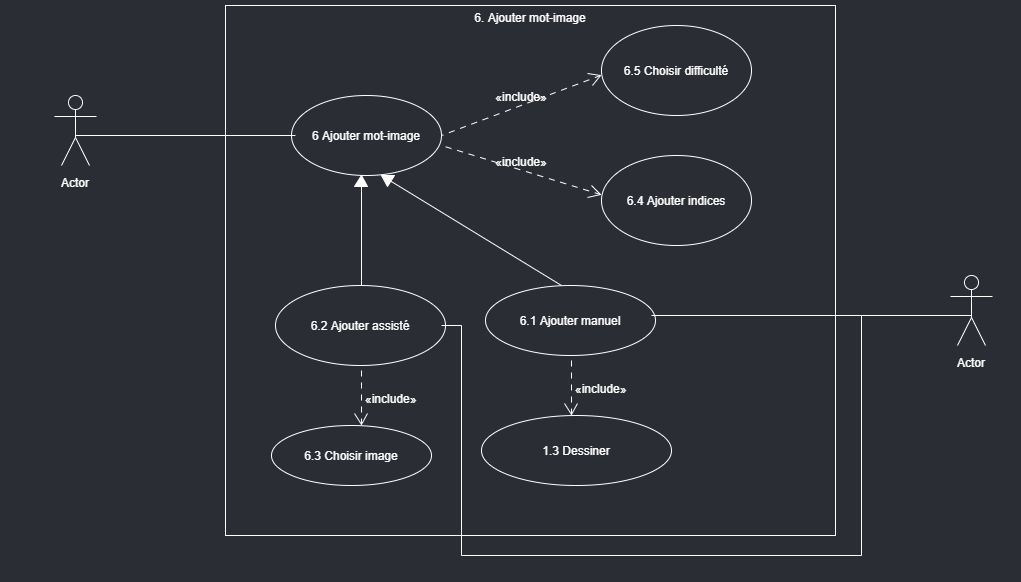 6. Ajouter mot-image
6.5 Choisir difficulté
«include»
6 Ajouter mot-image
«include»
Actor
6.4 Ajouter indices
6.2 Ajouter assisté
6.1 Ajouter manuel
Actor
«include»
«include»
6.3 Choisir image
1.3 Dessiner